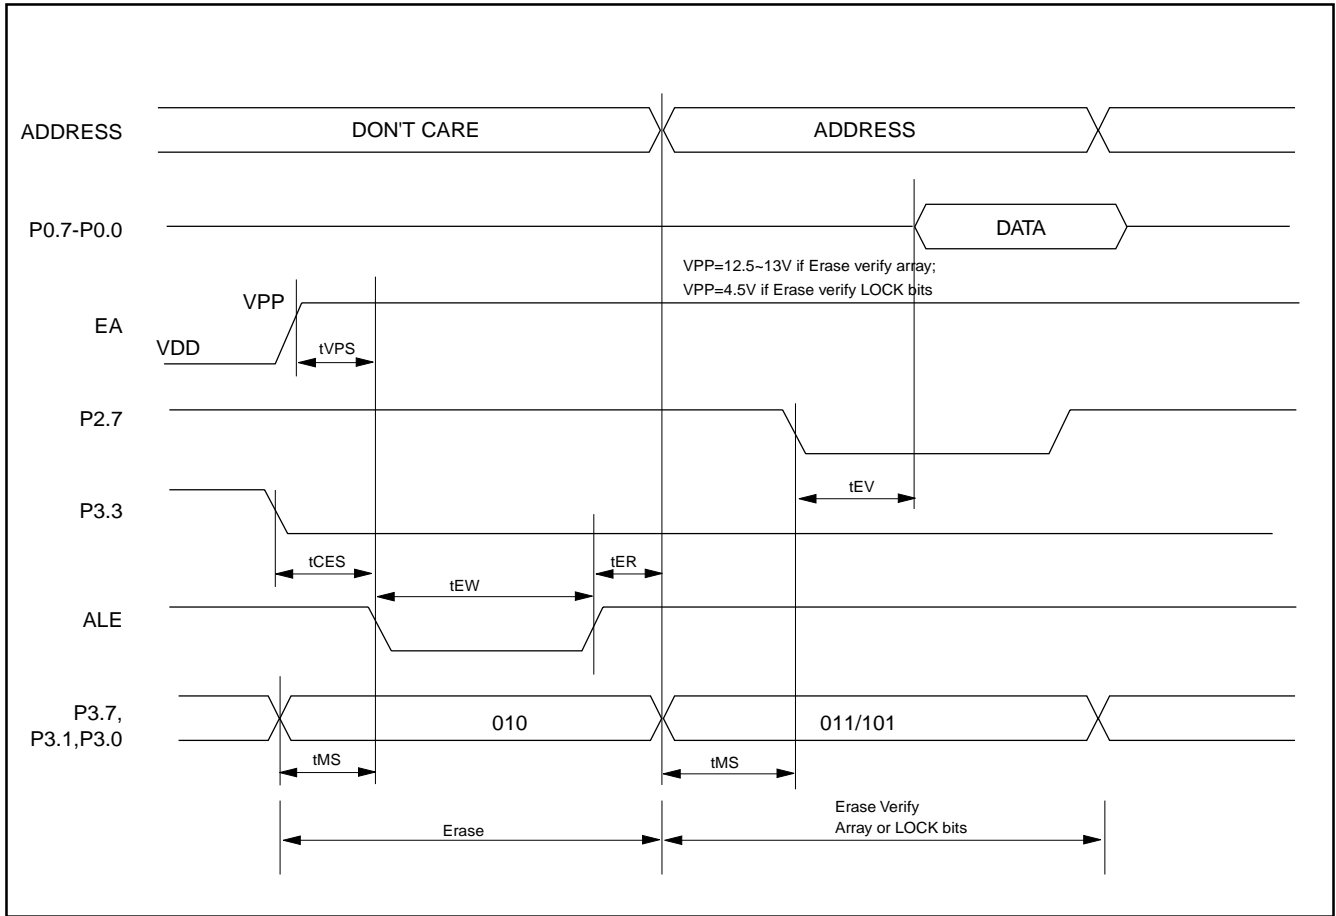 ADDRESS
DON'T CARE
ADDRESS
P0.7-P0.0
DATA
VPP=12.5~13V if Erase verify array;
VPP=4.5V if Erase verify LOCK bits
EA
VPP
VDD
tVPS
P2.7
tEV
P3.3
tCES
tER
tEW
ALE
P3.7,
P3.1,P3.0
010
011/101
tMS
tMS
Erase
Erase Verify
Array or LOCK bits